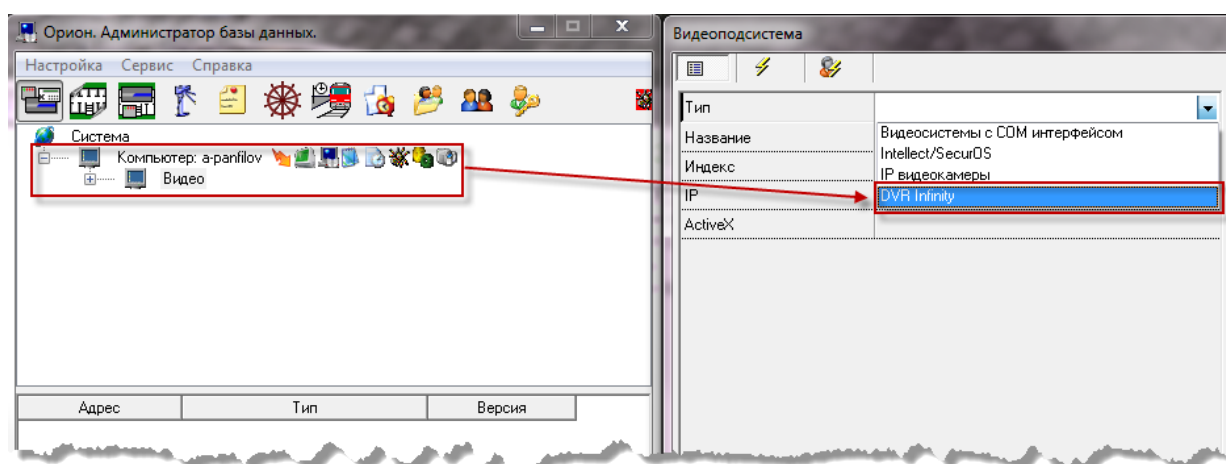 Орион. Администратор базы данных.
Настройка Сервис Справка
Система
Компьютер: a-panfilov
Видео
Адрес Тип Версия
Видеоподсистема
Тип
Название
Индекс
IP
ActiveX
Видеосистемы с COM интерфейсом
Intellect/SecurOS
IP видеокамеры
DVR Infinity